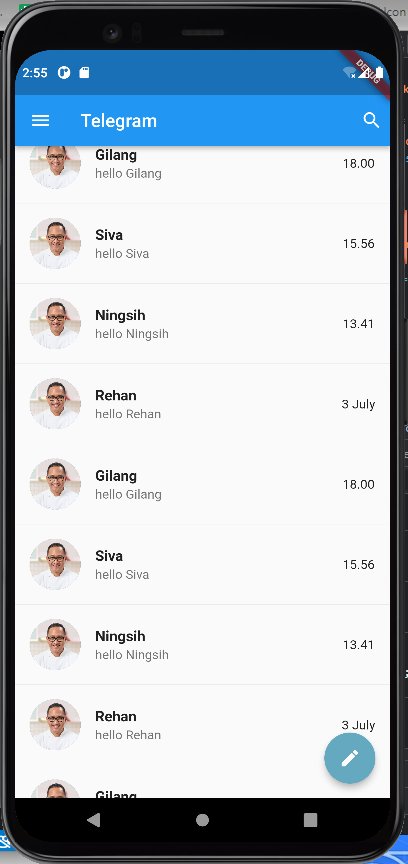 Icon
2:55
DEBUG
Telegram
Gilang
18.00
hello Gilang
Siva
15.56
hello Siva
Ningsih
13.41
hello Ningsih
Rehan
3 July
hello Rehan
Gilang
18.00
hello Gilang
Siva
15.56
hello Siva
Ningsih
13.41
hello Ningsih
Rehan
3 July
hello Rehan
Gilang